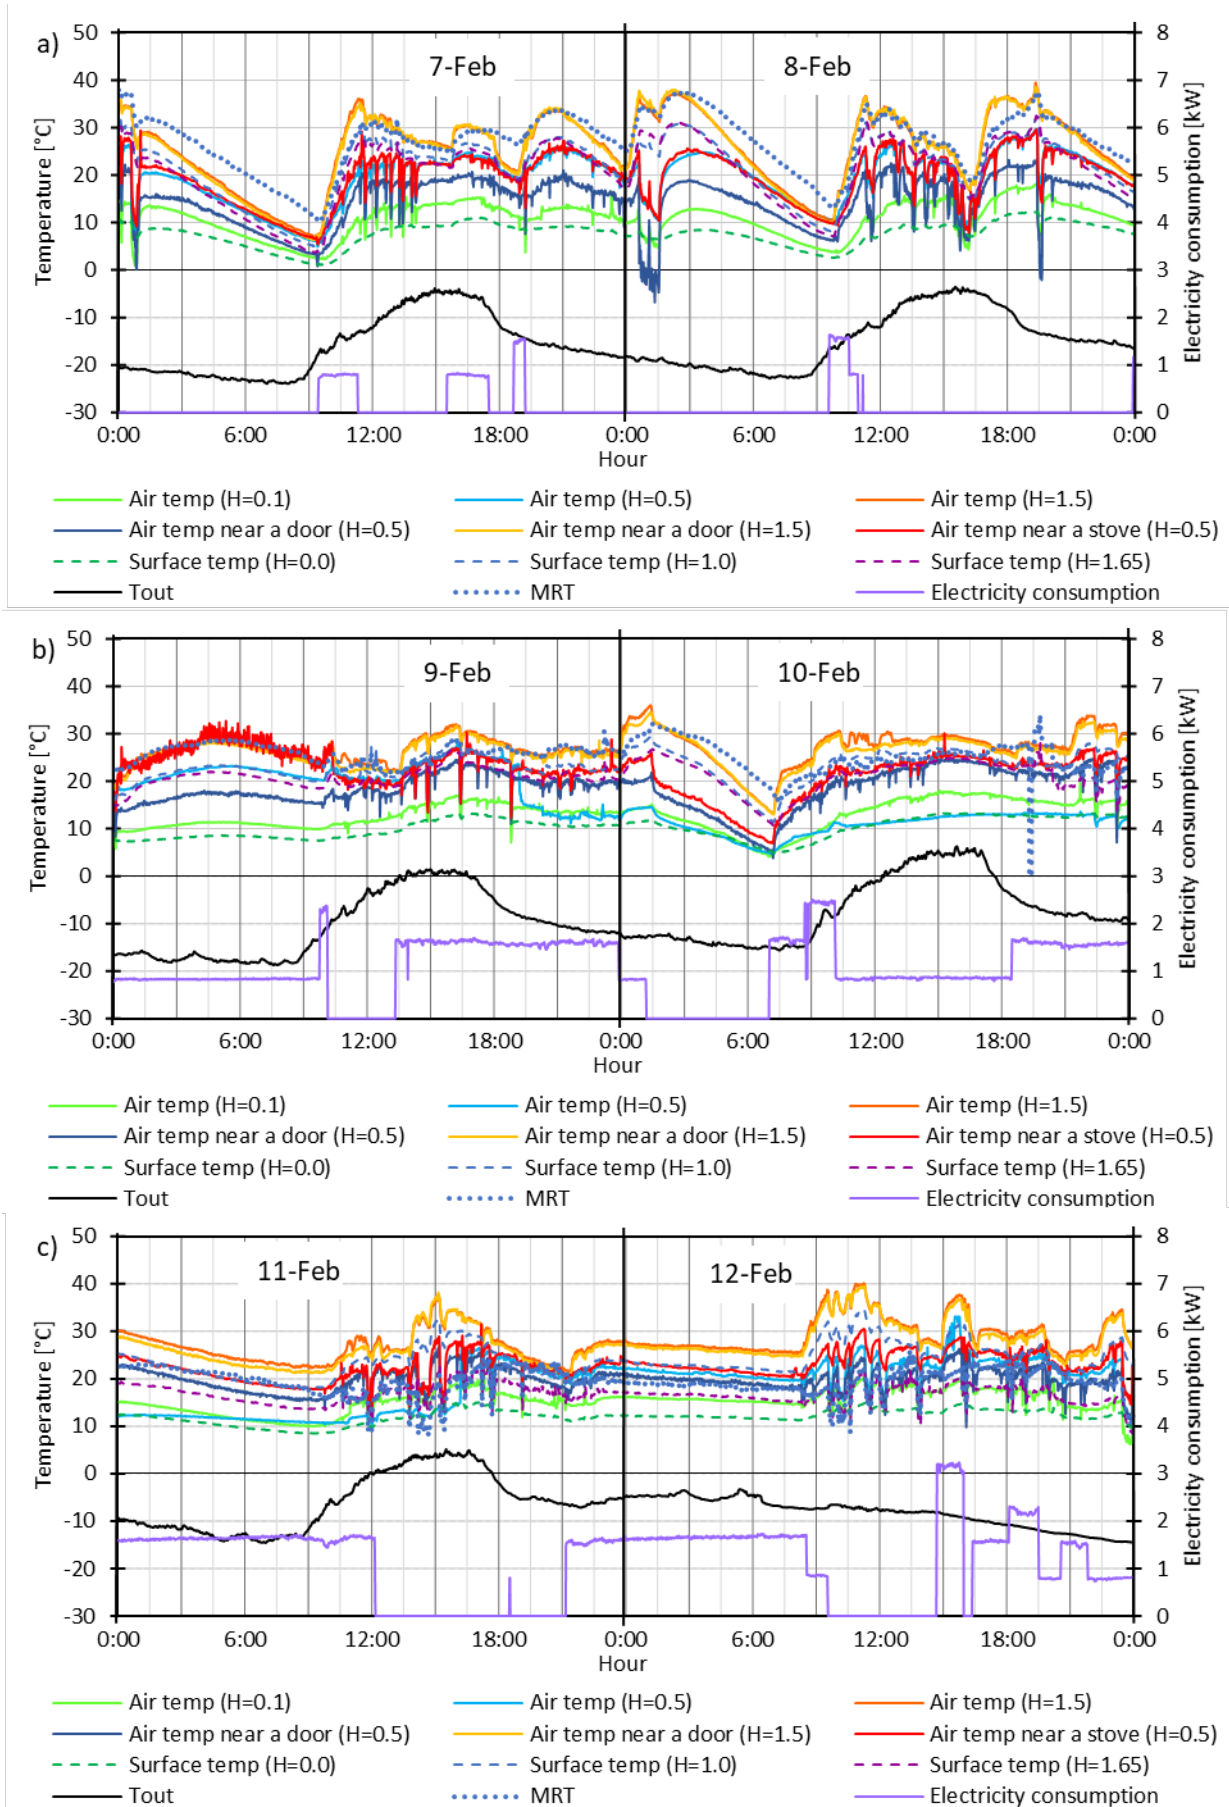 a)
7-Feb
8-Feb
50
40
30
20
10
0
-10
-20
-30
Temperature [°C]
8
7
6
5
4
3
2
1
0
Electricity consumption [kW]
0:00 6:00 12:00 18:00 0:00 6:00 12:00 18:00 0:00
Hour
Air temp (H=0.1) Air temp (H=0.5) Air temp (H=1.5)
Air temp near a door (H=0.5) Air temp near a door (H=1.5) Air temp near a stove (H=0.5)
Surface temp (H=0.0) Surface temp (H=1.0) Surface temp (H=1.65)
Tout MRT Electricity consumption
b)
9-Feb
10-Feb
50
40
30
20
10
0
-10
-20
-30
Temperature [°C]
8
7
6
5
4
3
2
1
0
Electricity consumption [kW]
0:00 6:00 12:00 18:00 0:00 6:00 12:00 18:00 0:00
Hour
Air temp (H=0.1) Air temp (H=0.5) Air temp (H=1.5)
Air temp near a door (H=0.5) Air temp near a door (H=1.5) Air temp near a stove (H=0.5)
Surface temp (H=0.0) Surface temp (H=1.0) Surface temp (H=1.65)
Tout MRT Electricity consumption
c)
11-Feb
12-Feb
50
40
30
20
10
0
-10
-20
-30
Temperature [°C]
8
7
6
5
4
3
2
1
0
Electricity consumption [kW]
0:00 6:00 12:00 18:00 0:00 6:00 12:00 18:00 0:00
Hour
Air temp (H=0.1) Air temp (H=0.5) Air temp (H=1.5)
Air temp near a door (H=0.5) Air temp near a door (H=1.5) Air temp near a stove (H=0.5)
Surface temp (H=0.0) Surface temp (H=1.0) Surface temp (H=1.65)
Tout MRT Electricity consumption